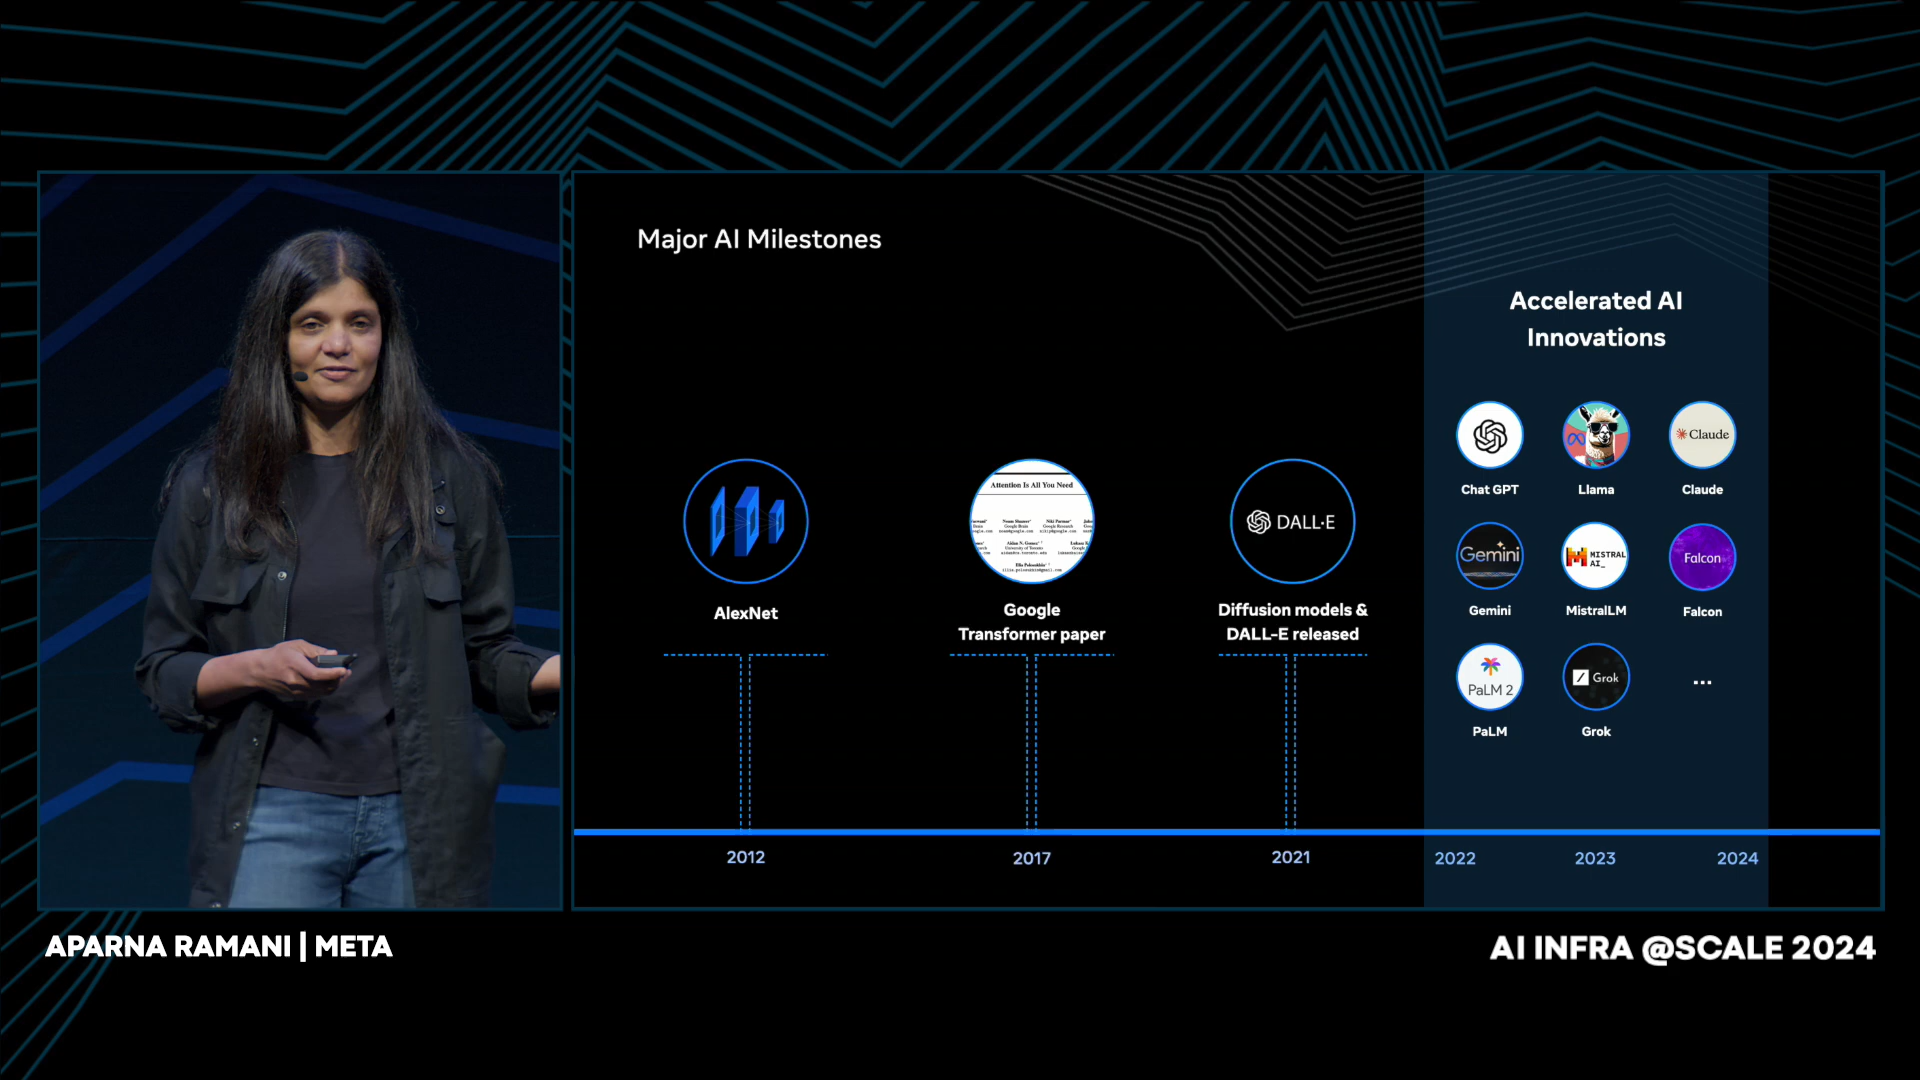 Major AI Milestones
Accelerated AI
Innovations
Claude
Chat GPT
Llama
Claude
Attention Is All You Need
DALL·E
Gemini
MISTRAL
AI_
Falcon
AlexNet
Google
Transformer paper
Diffusion models &
DALL-E released
Gemini
MistralLM
Falcon
PaLM 2
Grok
...
PaLM
Grok
2012
2017
2021
2022
2023
2024
APARNA RAMANI | META
AI INFRA @SCALE 2024